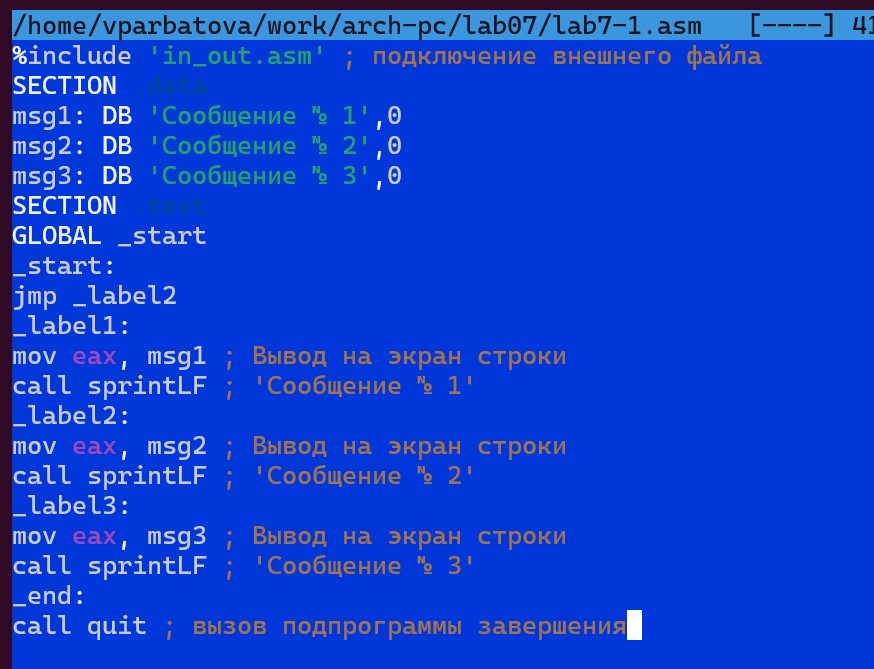 /home/vparbatova/work/arch-pc/lab07/lab7-1.asm [----] 41
%include 'in_out.asm' ; подключение внешнего файла
SECTION .data
msg1: DB 'Сообщение № 1',0
msg2: DB 'Сообщение № 2',0
msg3: DB 'Сообщение № 3',0
SECTION .text
GLOBAL _start
_start:
jmp _label2
_label1:
mov eax, msg1 ; Вывод на экран строки
call sprintLF ; 'Сообщение № 1'
_label2:
mov eax, msg2 ; Вывод на экран строки
call sprintLF ; 'Сообщение № 2'
_label3:
mov eax, msg3 ; Вывод на экран строки
call sprintLF ; 'Сообщение № 3'
_end:
call quit ; вызов подпрограммы завершения